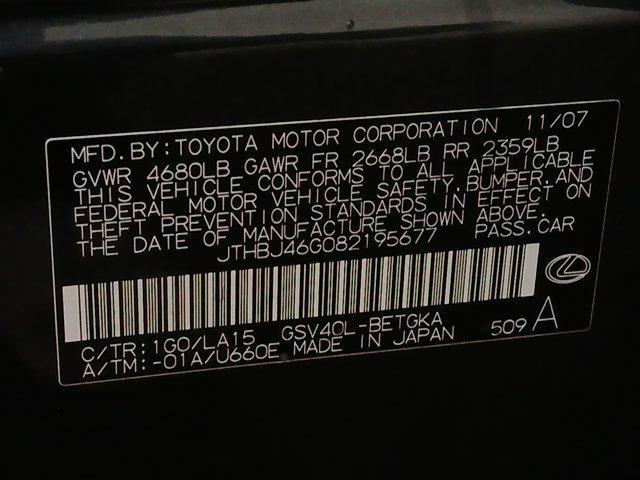 MFD. BY: TOYOTA MOTOR CORPORATION 11/07
GVWR 4680LB GAWR FR 2668LB RR 2359LB
THIS VEHICLE CONFORMS TO ALL APPLICABLE
FEDERAL MOTOR VEHICLE SAFETY, BUMPER, AND
THEFT PREVENTION STANDARDS IN EFFECT ON
THE DATE OF MANUFACTURE SHOWN ABOVE.
JTHBJ46G082195677 PASS. CAR
C/TR: 1G0/LA15 GSV40L-BETGKA
A/TM: -01A/U660E MADE IN JAPAN 509 A